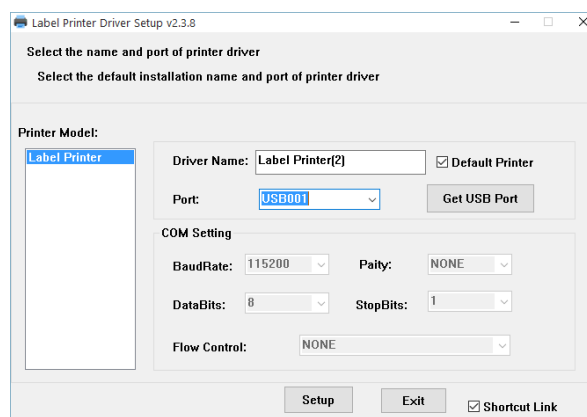 Label Printer Driver Setup v2.3.8
Select the name and port of printer driver
Select the default installation name and port of printer driver
Printer Model:
Label Printer
Driver Name: Label Printer(2) Default Printer
Port: USB001 Get USB Port
COM Setting
BaudRate: 115200 Paity: NONE
DataBits: 8 StopBits: 1
Flow Control: NONE
Setup Exit Shortcut Link